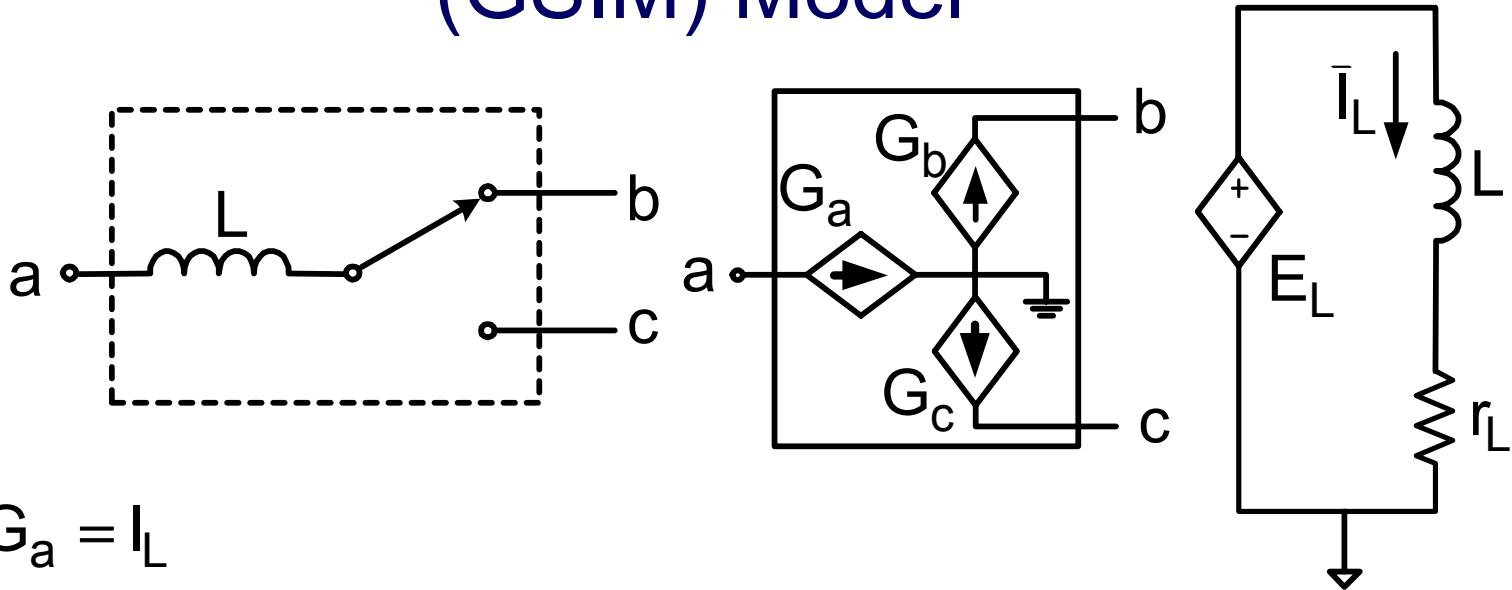 (GSIM) Model
a
L
b
c
a
G_a
G_b
G_c
b
c
+
−
E_L
Ī_L
L
r_L
G_a = I_L